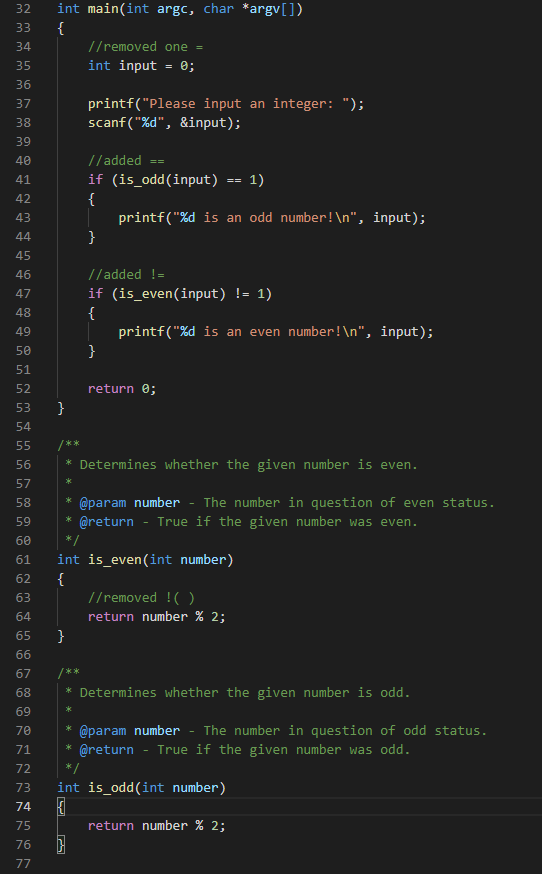 32 int main(int argc, char *argv[])
33 {
34     //removed one =
35     int input = 0;
36
37     printf("Please input an integer: ");
38     scanf("%d", &input);
39
40     //added ==
41     if (is_odd(input) == 1)
42     {
43         printf("%d is an odd number!\n", input);
44     }
45
46     //added !=
47     if (is_even(input) != 1)
48     {
49         printf("%d is an even number!\n", input);
50     }
51
52     return 0;
53 }
54
55 /**
56  * Determines whether the given number is even.
57  *
58  * @param number - The number in question of even status.
59  * @return - True if the given number was even.
60  */
61 int is_even(int number)
62 {
63     //removed !( )
64     return number % 2;
65 }
66
67 /**
68  * Determines whether the given number is odd.
69  *
70  * @param number - The number in question of odd status.
71  * @return - True if the given number was odd.
72  */
73 int is_odd(int number)
74 {
75     return number % 2;
76 }
77